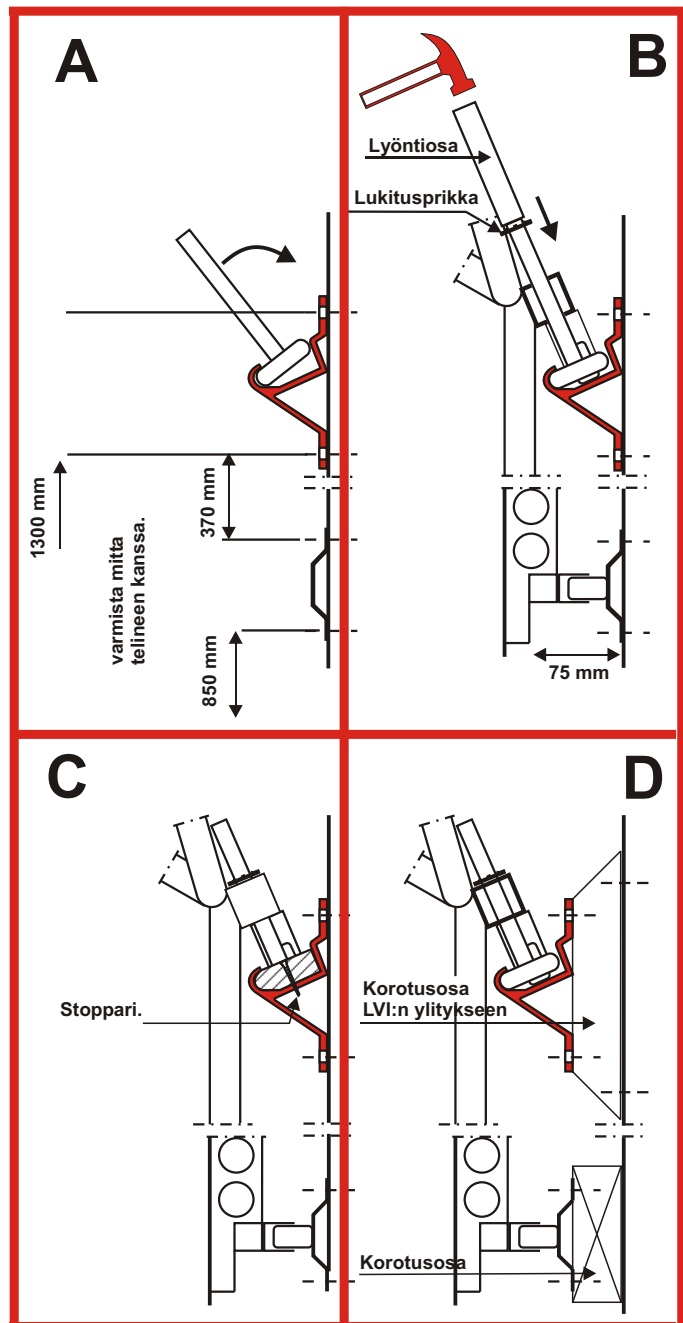 A
1300 mm
varmista mitta
telineen kanssa.
370 mm
850 mm
B
Lyöntiosa
Lukitusprikka
75 mm
C
Stoppari.
D
Korotusosa
LVI:n ylitykseen
Korotusosa